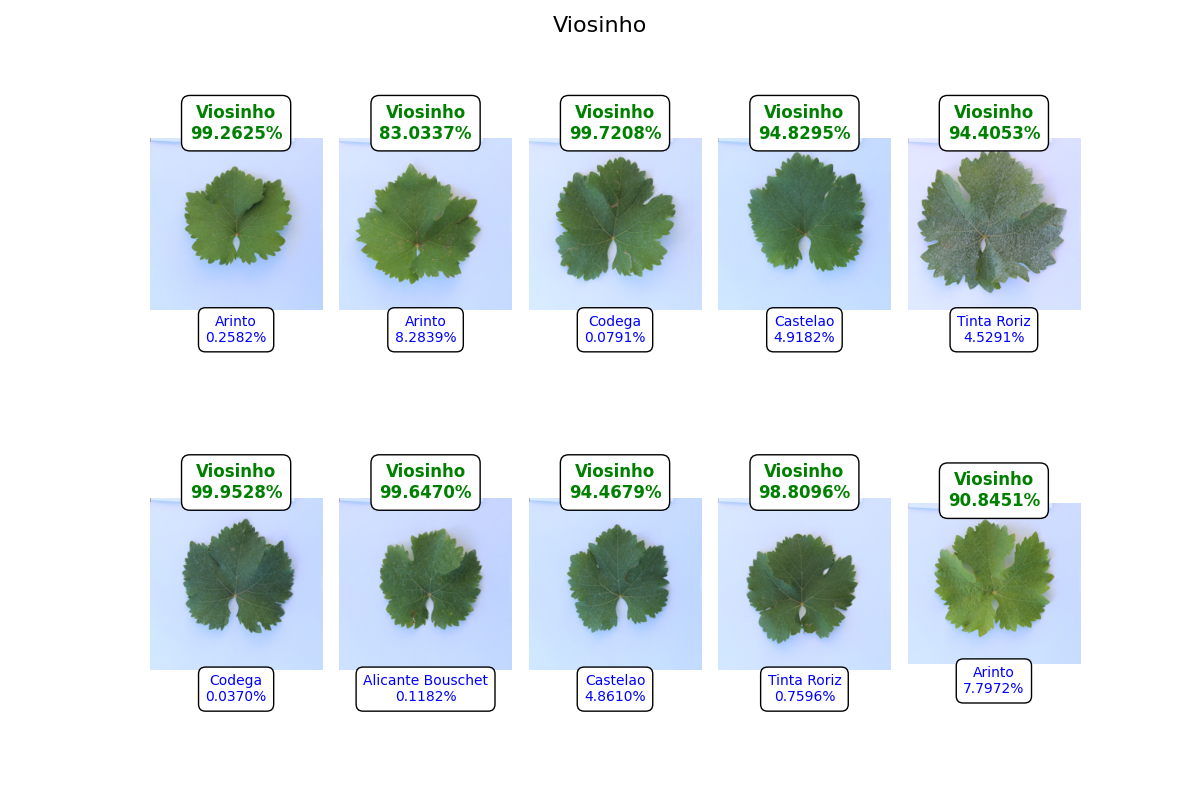 Viosinho
Viosinho
99.2625%
Viosinho
83.0337%
Viosinho
99.7208%
Viosinho
94.8295%
Viosinho
94.4053%
Arinto
0.2582%
Arinto
8.2839%
Codega
0.0791%
Castelao
4.9182%
Tinta Roriz
4.5291%
Viosinho
99.9528%
Viosinho
99.6470%
Viosinho
94.4679%
Viosinho
98.8096%
Viosinho
90.8451%
Codega
0.0370%
Alicante Bouschet
0.1182%
Castelao
4.8610%
Tinta Roriz
0.7596%
Arinto
7.7972%